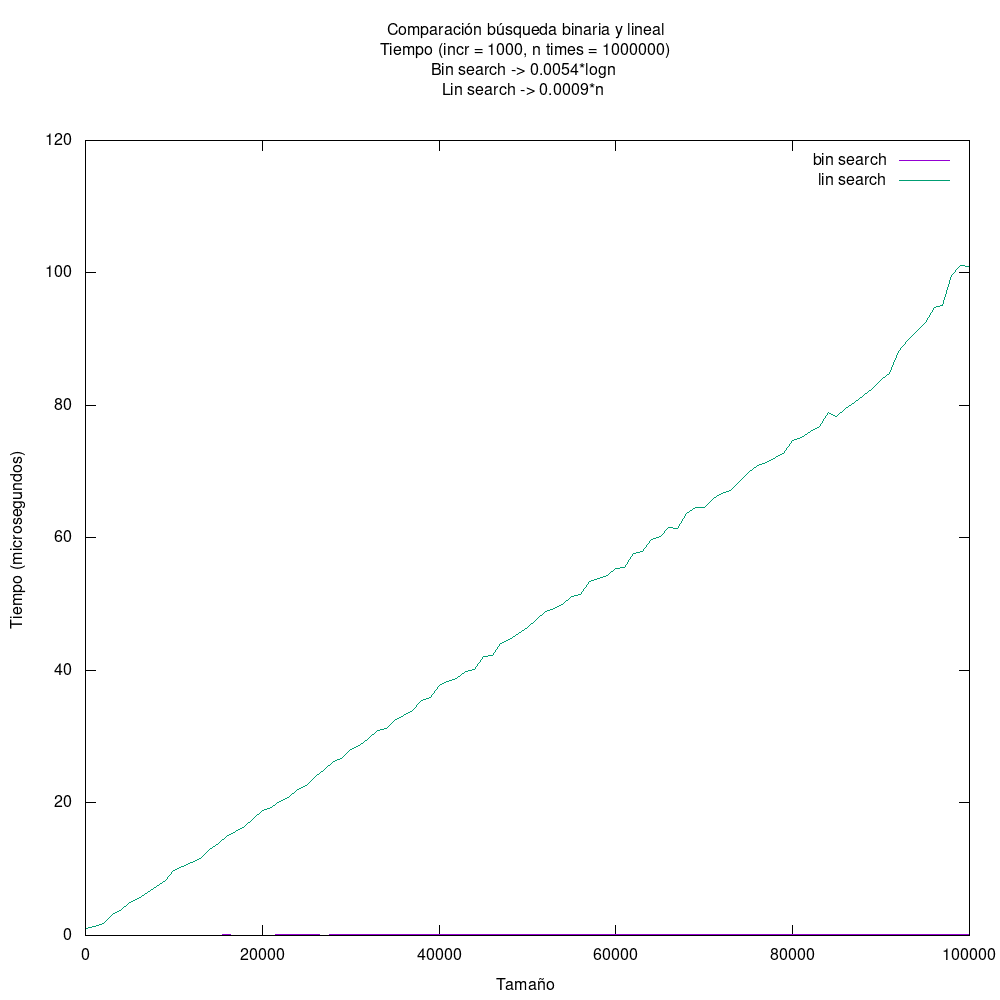 Comparación búsqueda binaria y lineal
Tiempo (incr = 1000, n times = 1000000)
Bin search -> 0.0054*logn
Lin search -> 0.0009*n
120
bin search
lin search
100
80
60
40
20
0
Tiempo (microsegundos)
0 20000 40000 60000 80000 100000
Tamaño